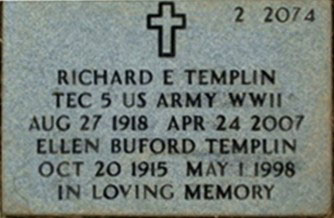 2 2074
RICHARD E TEMPLIN
TEC 5 US ARMY WWII
AUG 27 1918 APR 24 2007
ELLEN BUFORD TEMPLIN
OCT 20 1915 MAY 1 1998
IN LOVING MEMORY